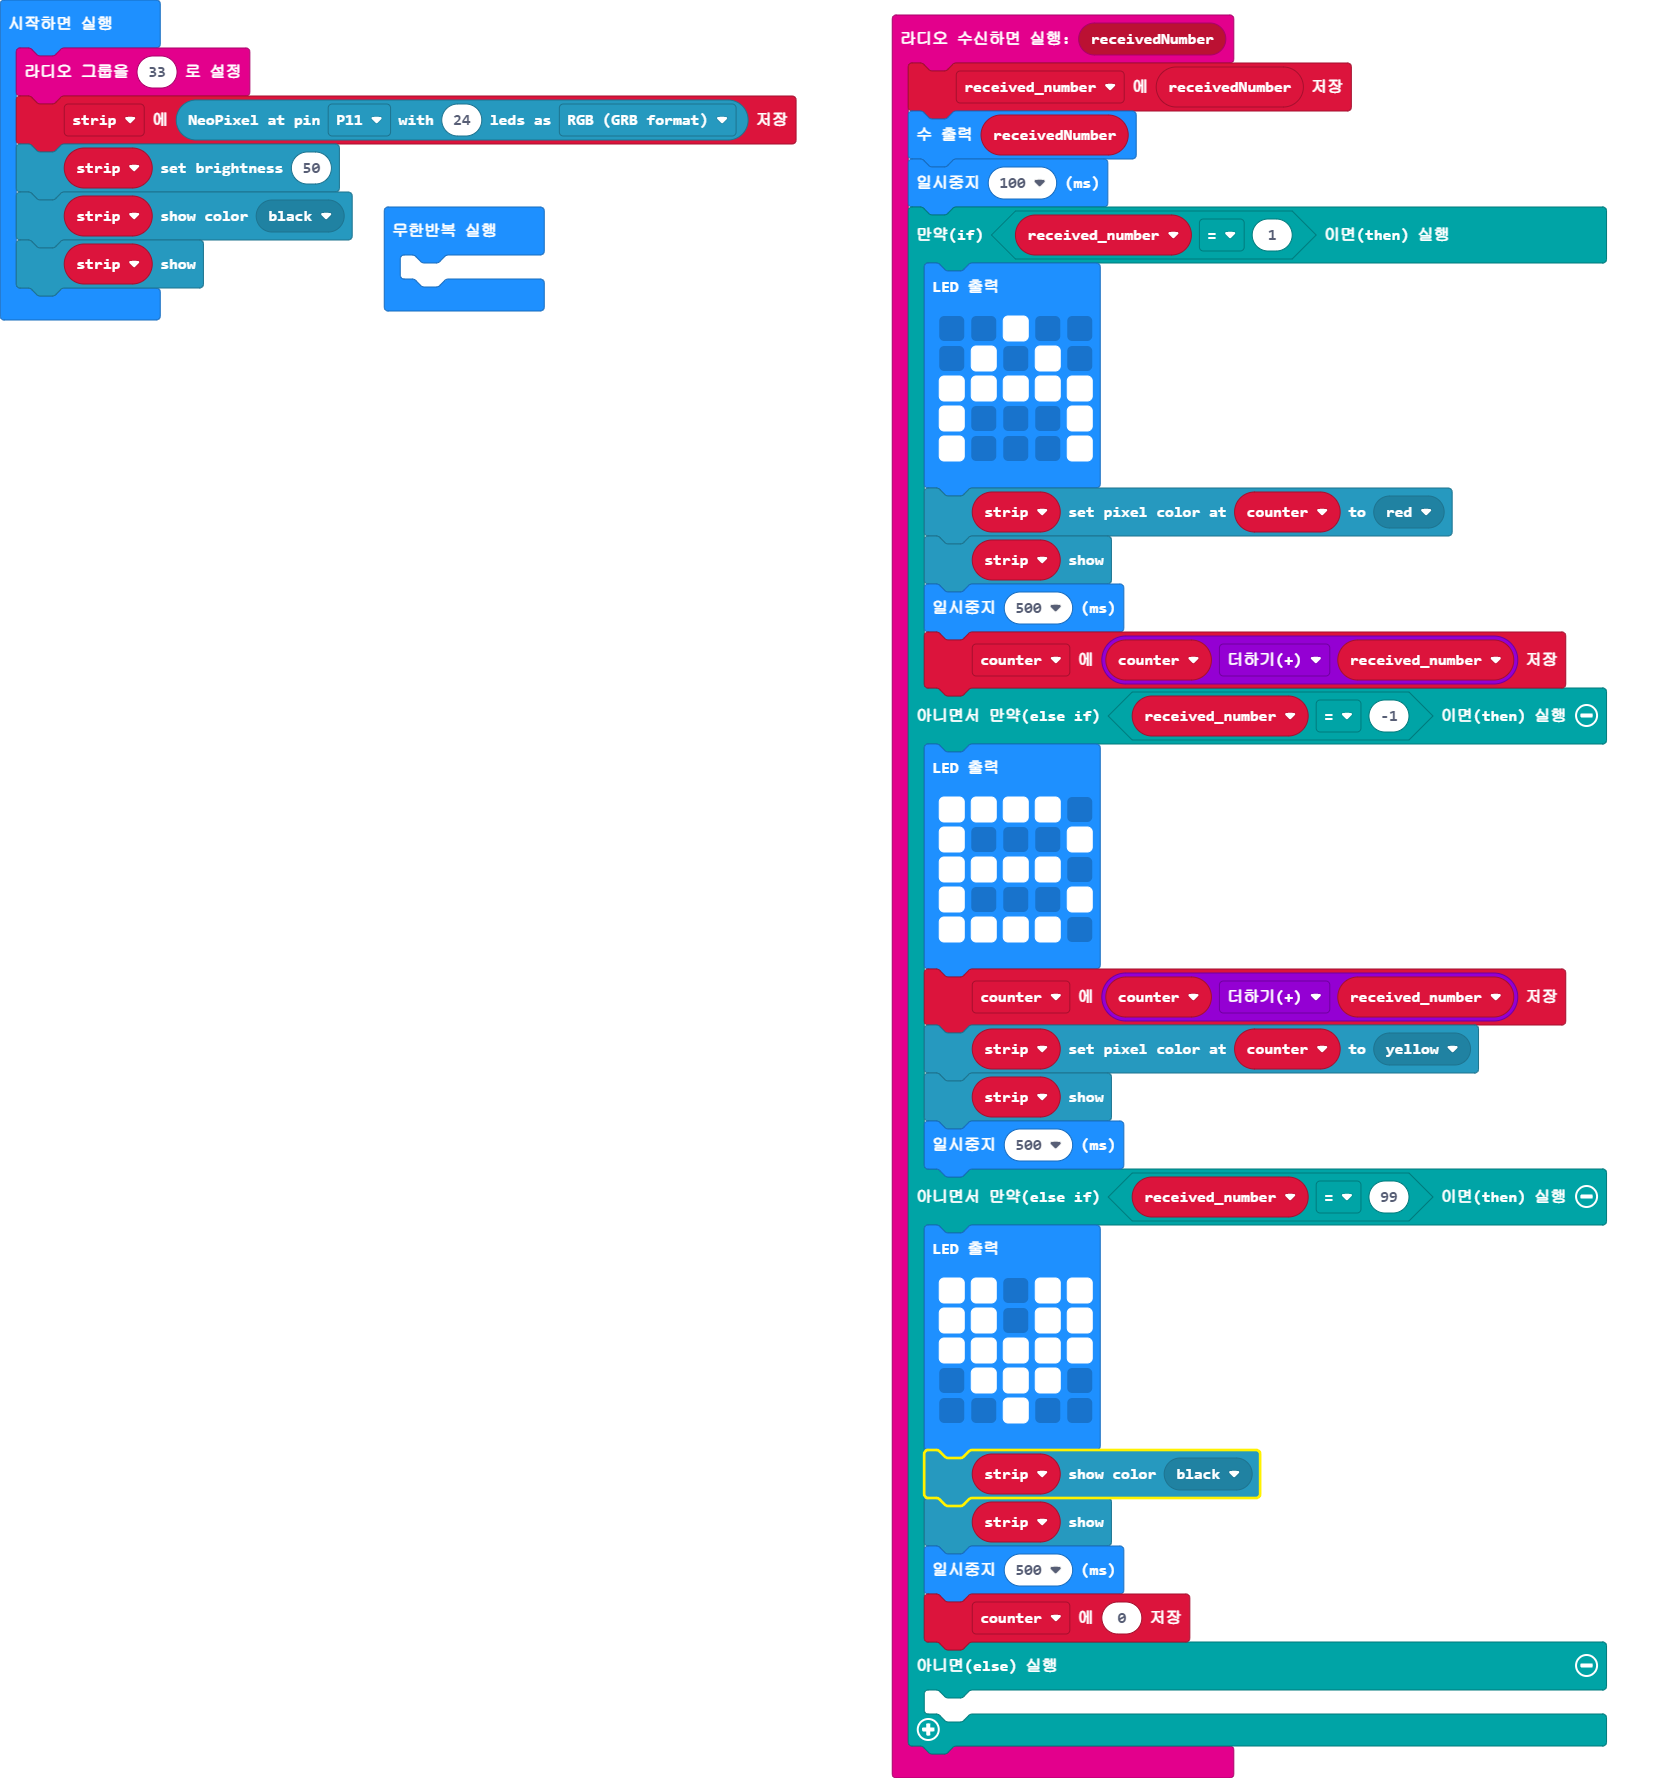 시작하면 실행
라디오 그룹을 33 로 설정
strip 에 NeoPixel at pin P11 with 24 leds as RGB (GRB format) 저장
strip set brightness 50
strip show color black
strip show
무한반복 실행
라디오 수신하면 실행: receivedNumber
received_number 에 receivedNumber 저장
수 출력 receivedNumber
일시중지 100 (ms)
만약(if) received_number = 1 이면(then) 실행
LED 출력
strip set pixel color at counter to red
strip show
일시중지 500 (ms)
counter 에 counter 더하기(+) received_number 저장
아니면서 만약(else if) received_number = -1 이면(then) 실행
LED 출력
counter 에 counter 더하기(+) received_number 저장
strip set pixel color at counter to yellow
strip show
일시중지 500 (ms)
아니면서 만약(else if) received_number = 99 이면(then) 실행
LED 출력
strip show color black
strip show
일시중지 500 (ms)
counter 에 0 저장
아니면(else) 실행